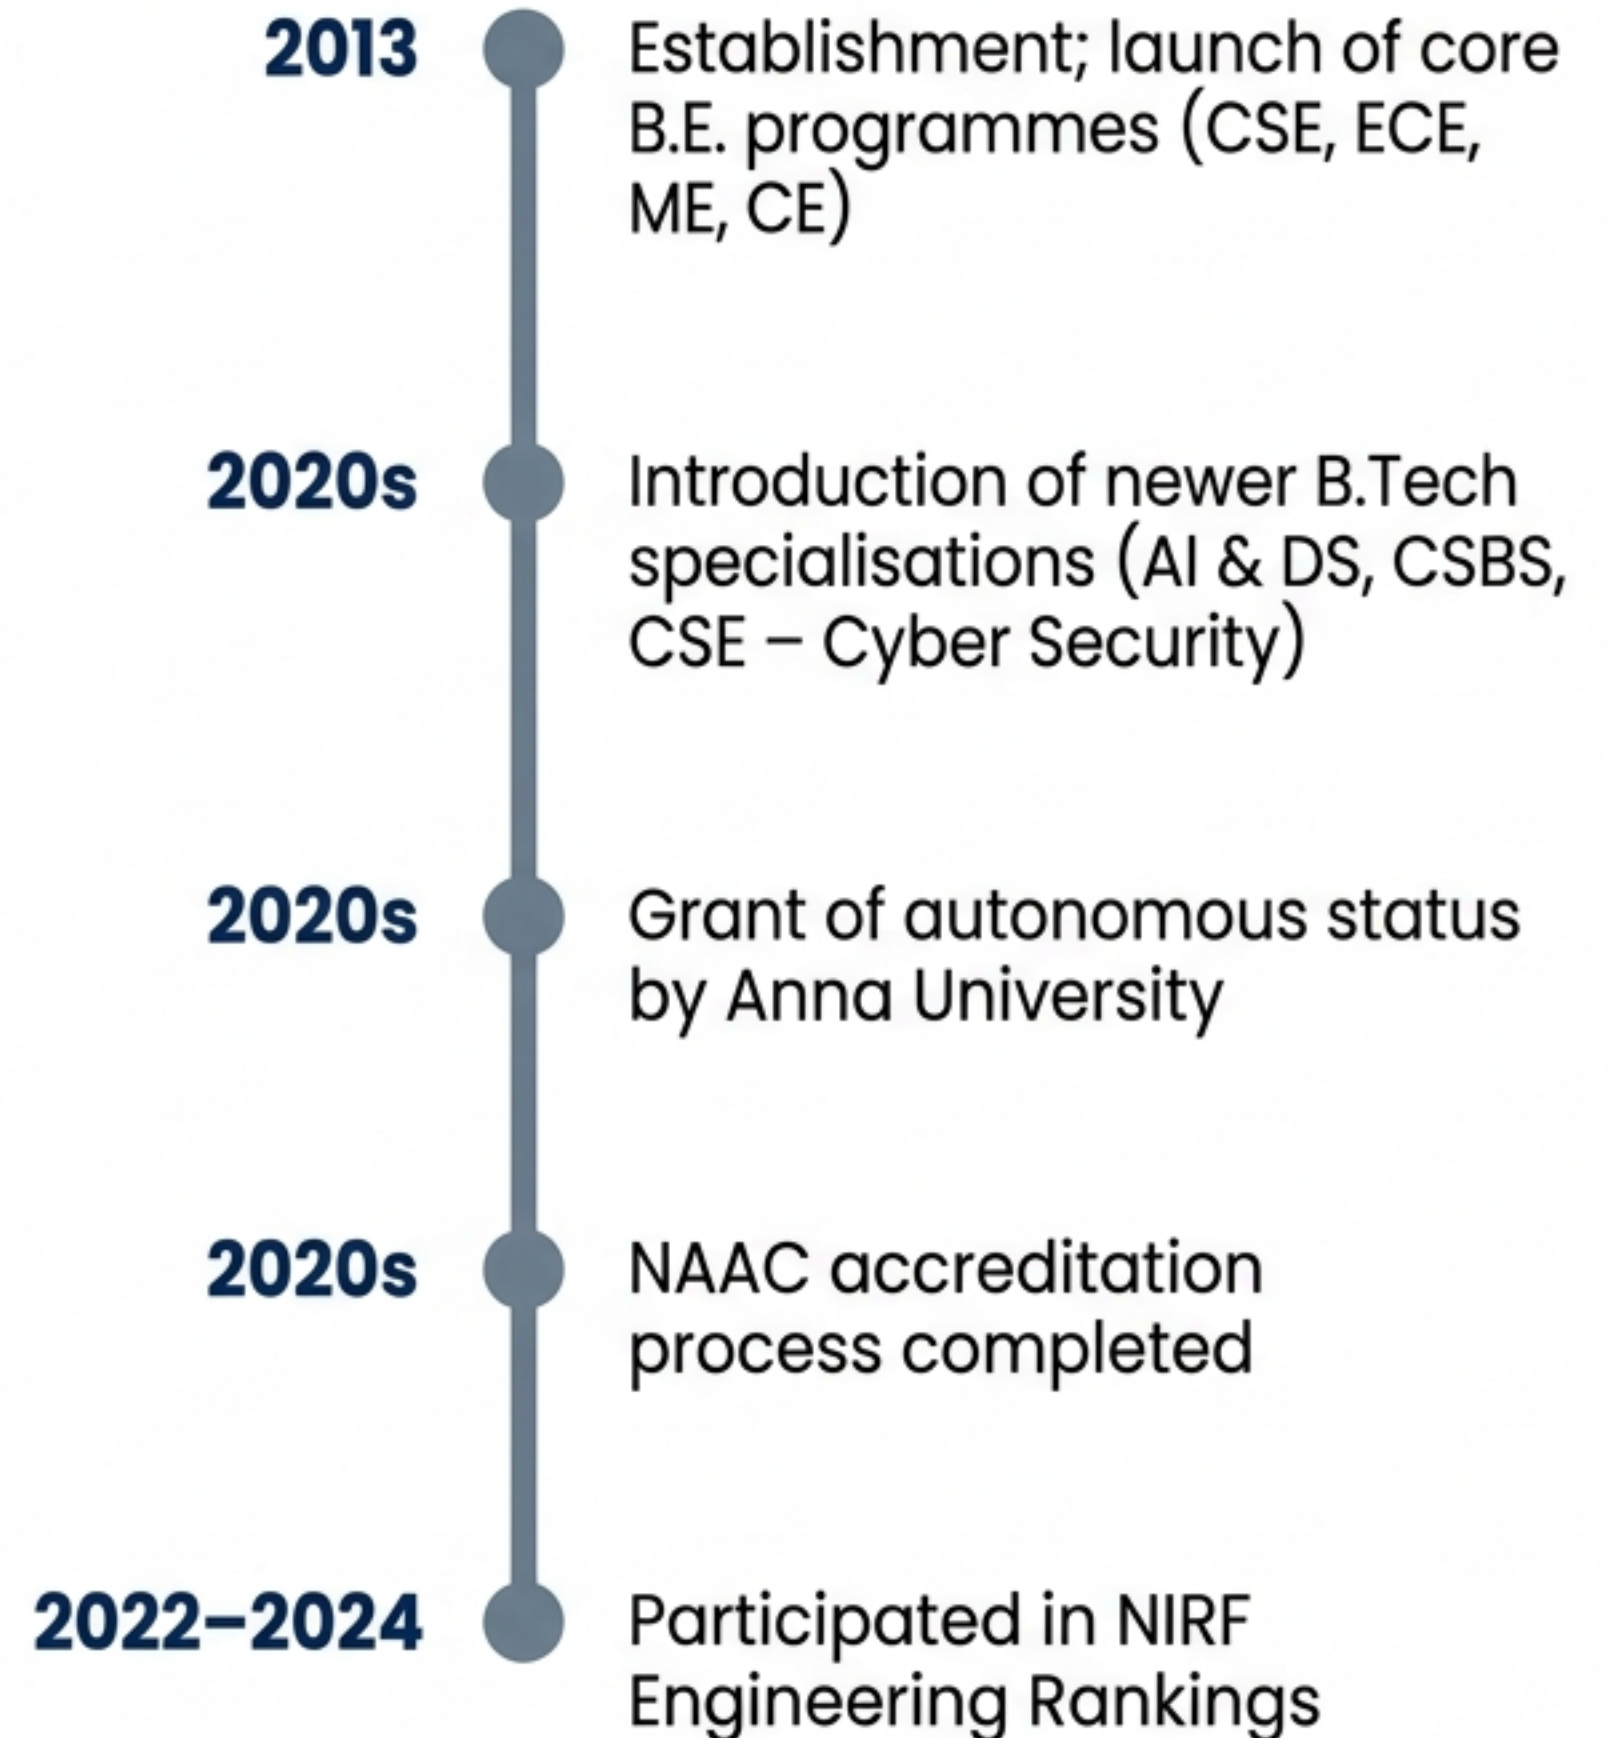 2013
Establishment; launch of core
B.E. programmes (CSE, ECE,
ME, CE)
2020s
Introduction of newer B.Tech
specialisations (AI & DS, CSBS,
CSE – Cyber Security)
2020s
Grant of autonomous status
by Anna University
2020s
NAAC accreditation
process completed
2022–2024
Participated in NIRF
Engineering Rankings